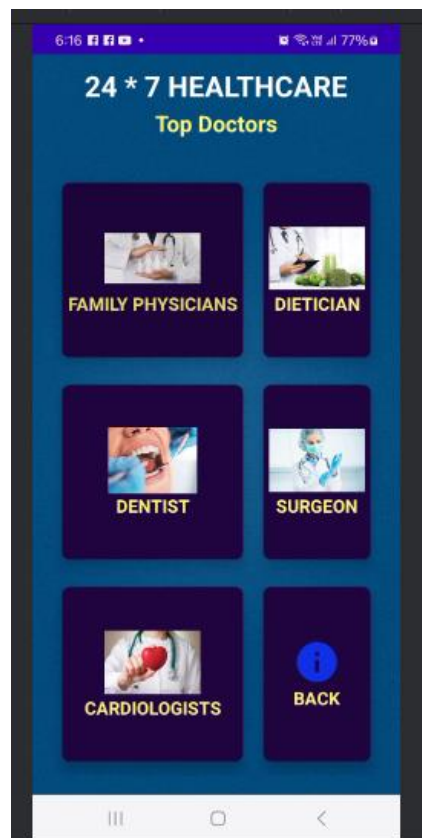 6:16 77%
24 * 7 HEALTHCARE
Top Doctors
FAMILY PHYSICIANS DIETICIAN
DENTIST SURGEON
CARDIOLOGISTS BACK